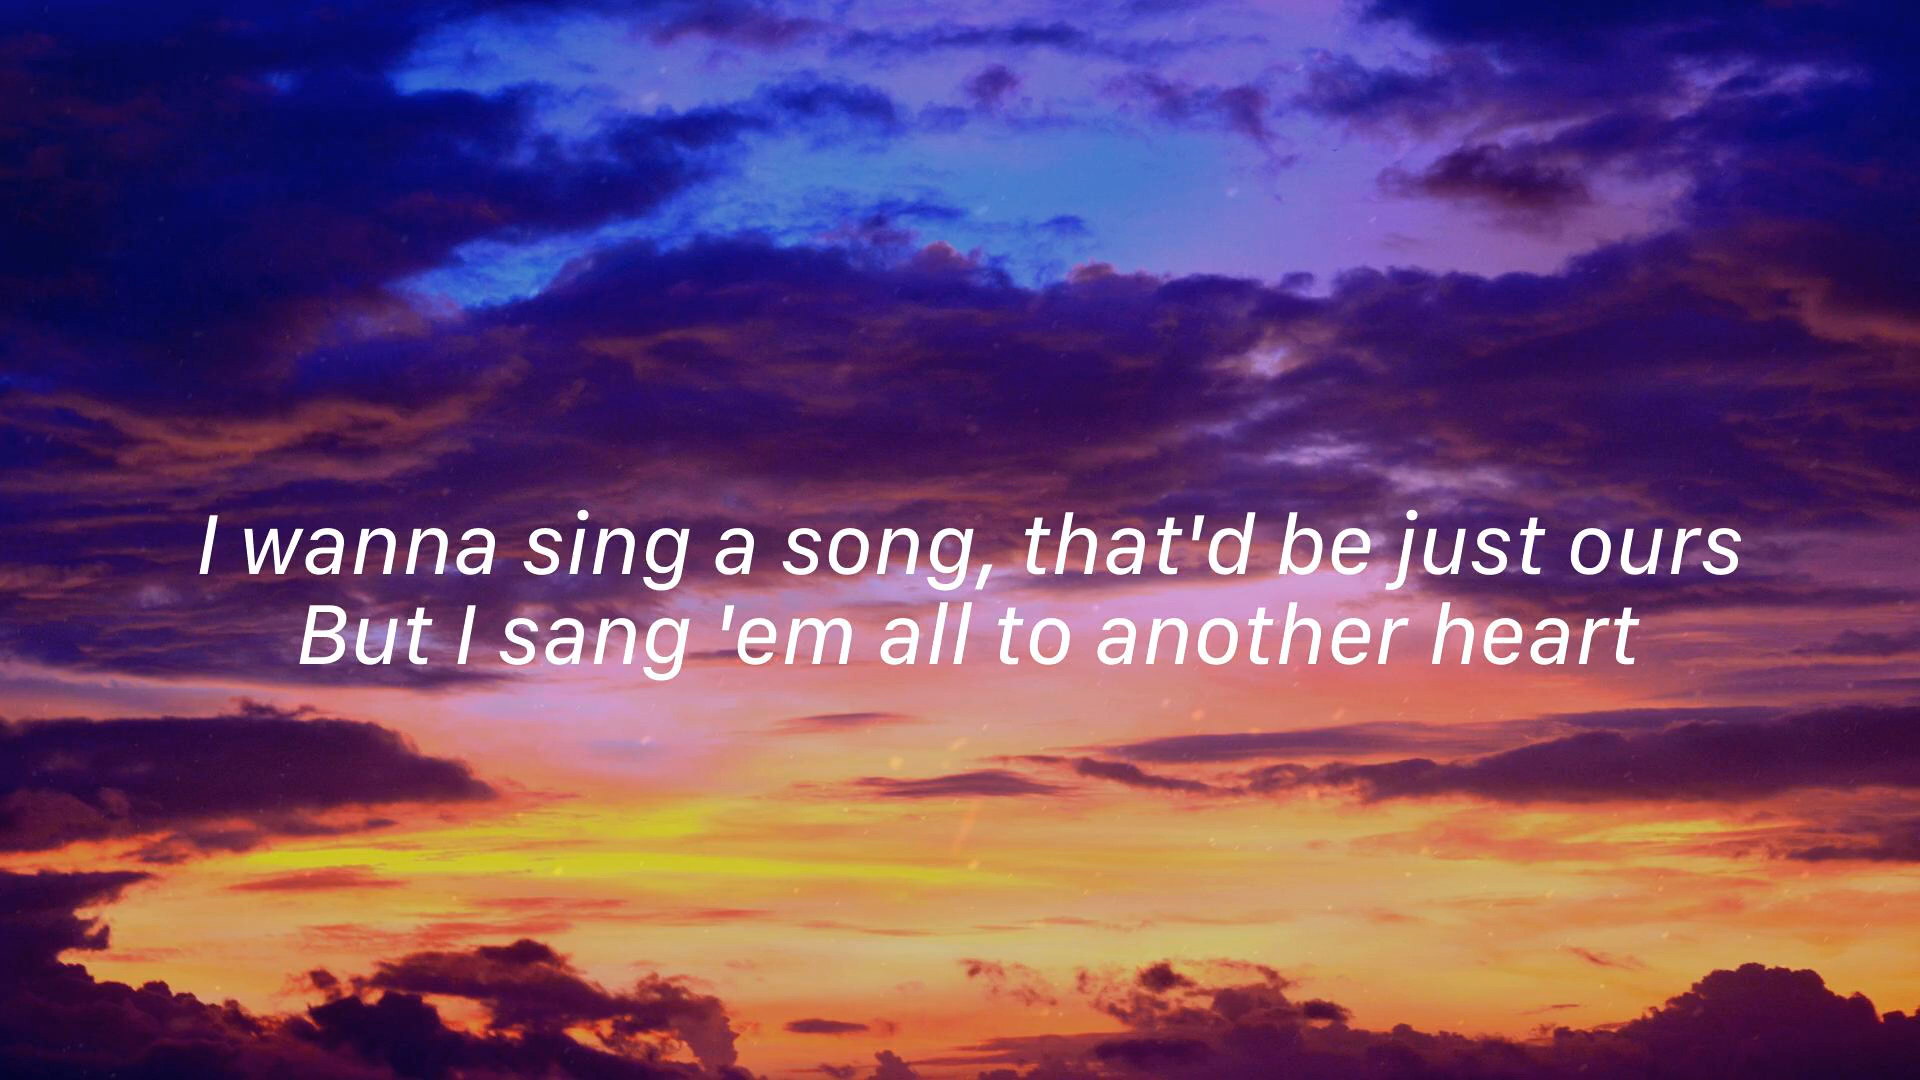 I wanna sing a song, that'd be just ours
But I sang 'em all to another heart